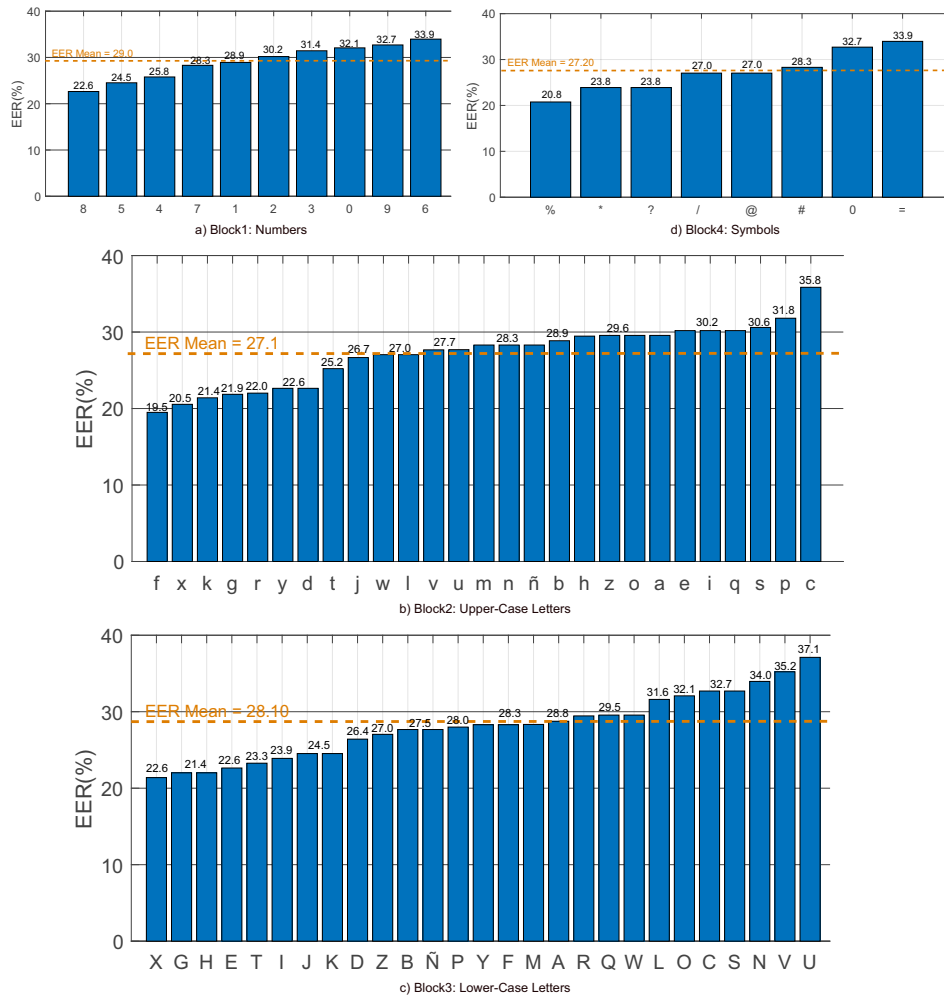 40
30
20
10
0
EER(%)
EER Mean = 29.0
22.6 24.5 25.8 28.3 28.9 30.2 31.4 32.1 32.7 33.9
8 5 4 7 1 2 3 0 9 6
a) Block1: Numbers
40
30
20
10
0
EER(%)
EER Mean = 27.20
20.8 23.8 23.8 27.0 27.0 28.3 32.7 33.9
% * ? / @ # 0 =
40
30
20
10
0
d) Block4: Symbols
40
30
20
10
0
EER(%)
EER Mean = 27.1
19.5 20.5 21.4 21.9 22.0 22.6 25.2 26.7 27.0 27.7 28.3 28.9 29.6 30.2 30.6 31.8 35.8
f x k g r y d t j w l v u m n ñ b h z o a e i q s p c
b) Block2: Upper-Case Letters
40
30
20
10
0
EER(%)
EER Mean = 28.10
22.6 21.4 22.6 23.3 23.9 24.5 26.4 27.0 27.5 28.0 28.3 28.8 29.5 31.6 32.1 32.7 34.0 35.2 37.1
X G H E T I J K D Z B Ñ P Y F M A R Q W L O C S N V U
c) Block3: Lower-Case Letters